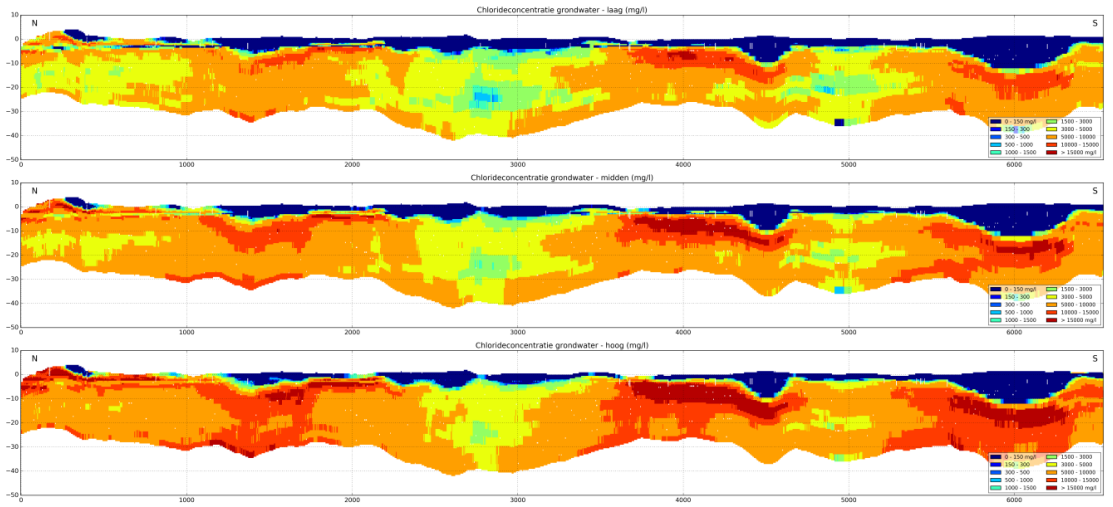 Chlorideconcentratie grondwater - laag (mg/l)
N
S
10
0
−10
−20
−30
−40
−50
0 - 150 mg/l
150 - 300
300 - 500
500 - 1000
1000 - 1500
1500 - 3000
3000 - 5000
5000 - 10000
10000 - 15000
> 15000 mg/l
0
1000
2000
3000
4000
5000
6000
Chlorideconcentratie grondwater - midden (mg/l)
N
S
10
0
−10
−20
−30
−40
−50
0 - 150 mg/l
150 - 300
300 - 500
500 - 1000
1000 - 1500
1500 - 3000
3000 - 5000
5000 - 10000
10000 - 15000
> 15000 mg/l
0
1000
2000
3000
4000
5000
6000
Chlorideconcentratie grondwater - hoog (mg/l)
N
S
10
0
−10
−20
−30
−40
−50
0 - 150 mg/l
150 - 300
300 - 500
500 - 1000
1000 - 1500
1500 - 3000
3000 - 5000
5000 - 10000
10000 - 15000
> 15000 mg/l
0
1000
2000
3000
4000
5000
6000